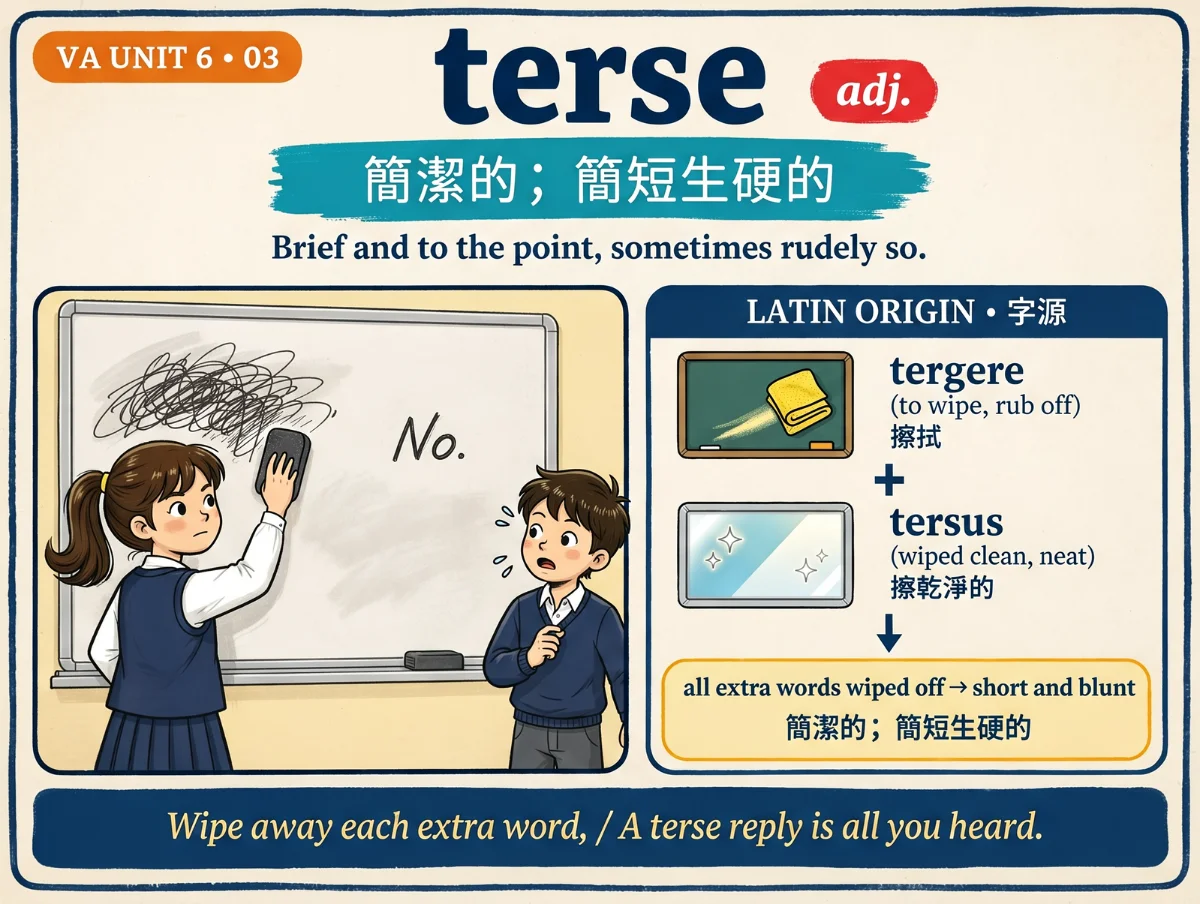 VA UNIT 6 • 03
terse
adj.
簡潔的；簡短生硬的
Brief and to the point, sometimes rudely so.
No.
LATIN ORIGIN • 字源
tergere
(to wipe, rub off)
擦拭
+
tersus
(wiped clean, neat)
擦乾淨的
all extra words wiped off → short and blunt
簡潔的；簡短生硬的
Wipe away each extra word, / A terse reply is all you heard.